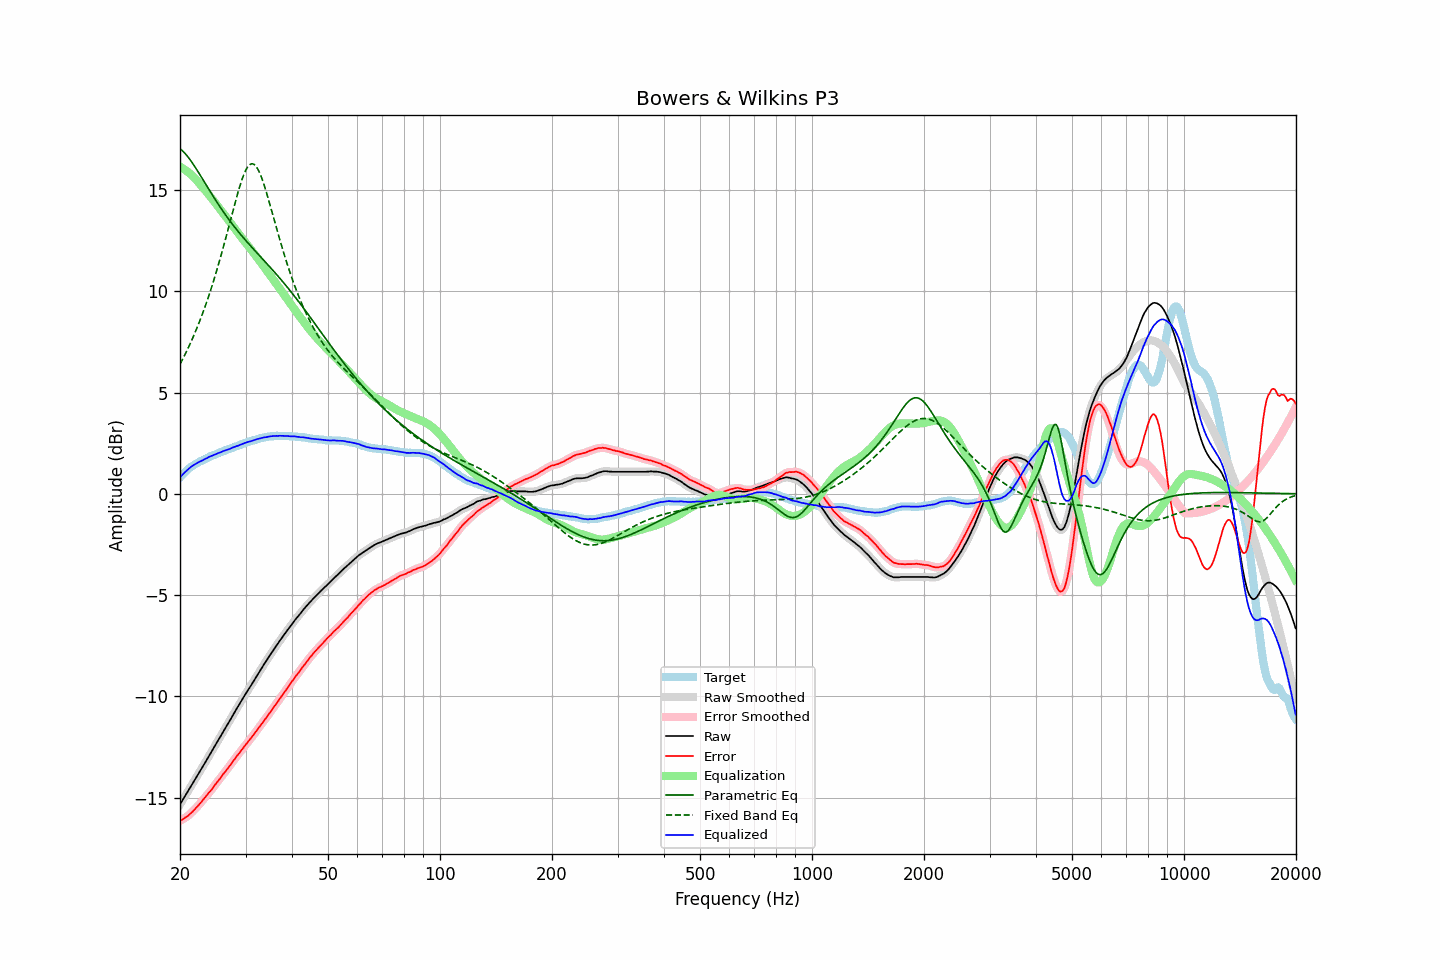 Bowers & Wilkins P3
Amplitude (dBr)
15
10
5
0
−5
−10
−15
Target
Raw Smoothed
Error Smoothed
Raw
Error
Equalization
Parametric Eq
Fixed Band Eq
Equalized
20 50 100 200 500 1000 2000 5000 10000 20000
Frequency (Hz)